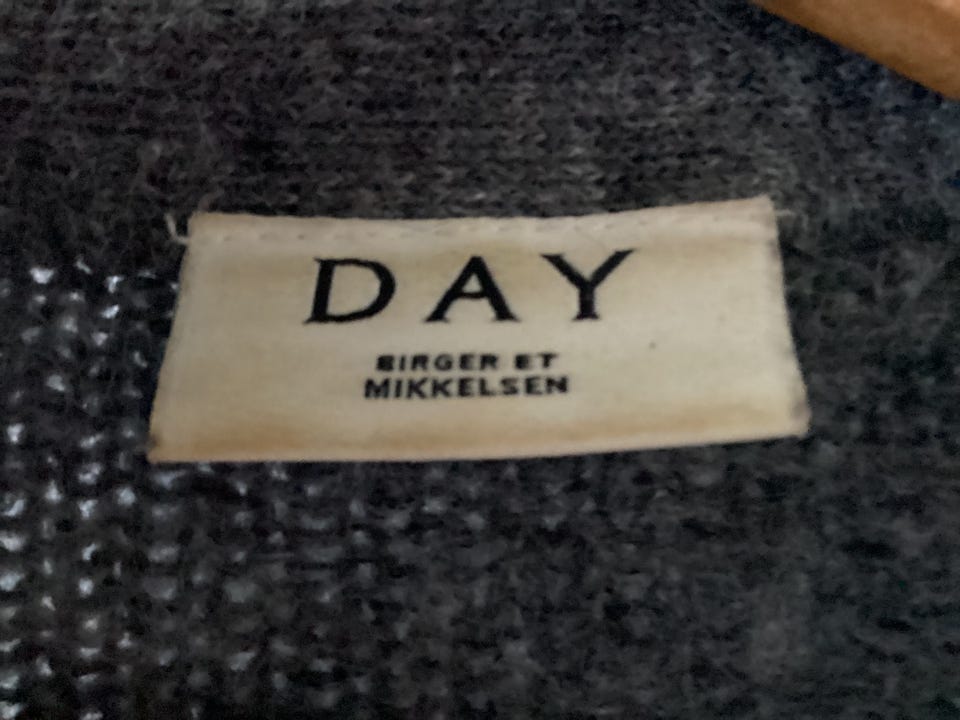 DAY
BIRGER ET
MIKKELSEN